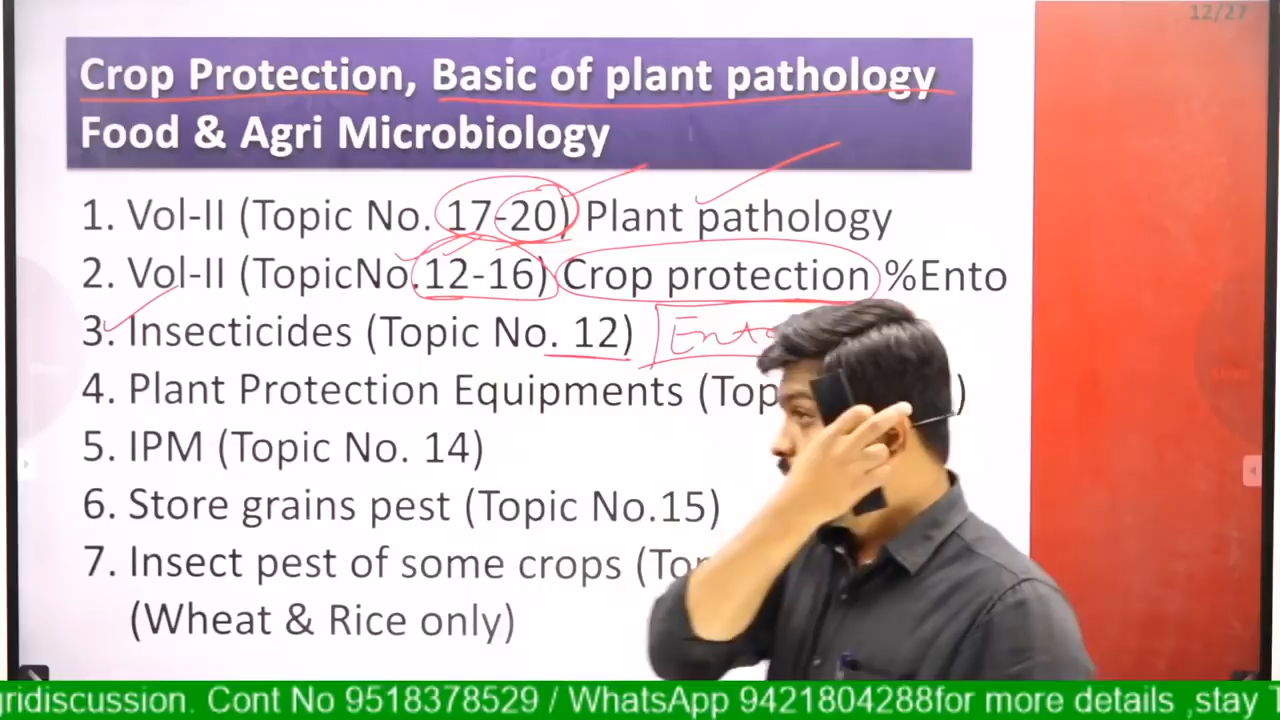 12/27
Crop Protection, Basic of plant pathology
Food & Agri Microbiology
1. Vol-II (Topic No. 17-20) Plant pathology
2. Vol-II (TopicNo.12-16) Crop protection %Ento
3. Insecticides (Topic No. 12) Ento
4. Plant Protection Equipments (Top )
5. IPM (Topic No. 14)
6. Store grains pest (Topic No.15)
7. Insect pest of some crops (To
(Wheat & Rice only)
gridiscussion. Cont No 9518378529 / WhatsApp 9421804288for more details ,stay T